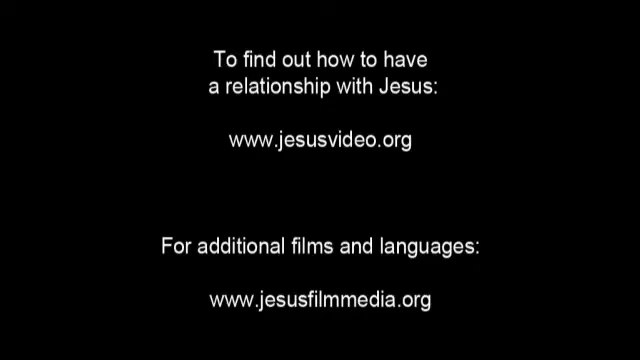 To find out how to have
a relationship with Jesus:
www.jesusvideo.org
For additional films and languages:
www.jesusfilmmedia.org